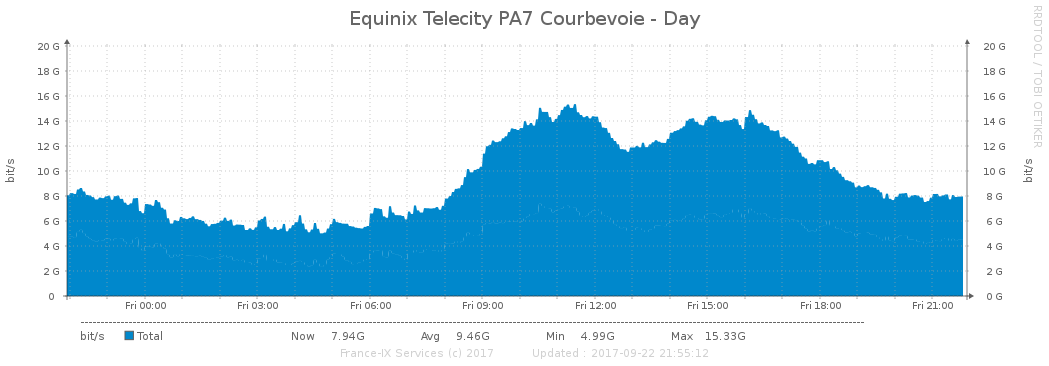 Equinix Telecity PA7 Courbevoie - Day
RRDTOOL / TOBI OETIKER
bit/s
20 G 20 G
18 G 18 G
16 G 16 G
14 G 14 G
12 G 12 G
10 G 10 G
8 G 8 G
6 G 6 G
4 G 4 G
2 G 2 G
0 0 G
bit/s
Fri 00:00 Fri 03:00 Fri 06:00 Fri 09:00 Fri 12:00 Fri 15:00 Fri 18:00 Fri 21:00
bit/s Total Now 7.94G Avg 9.46G Min 4.99G Max 15.33G
France-IX Services (c) 2017 Updated : 2017-09-22 21:55:12